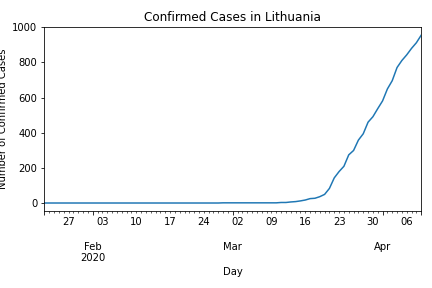 Confirmed Cases in Lithuania
1000
800
600
400
200
0
Number of Confirmed Cases
27 03 10 17 24 02 09 16 23 30 06
Feb Mar Apr
2020
Day